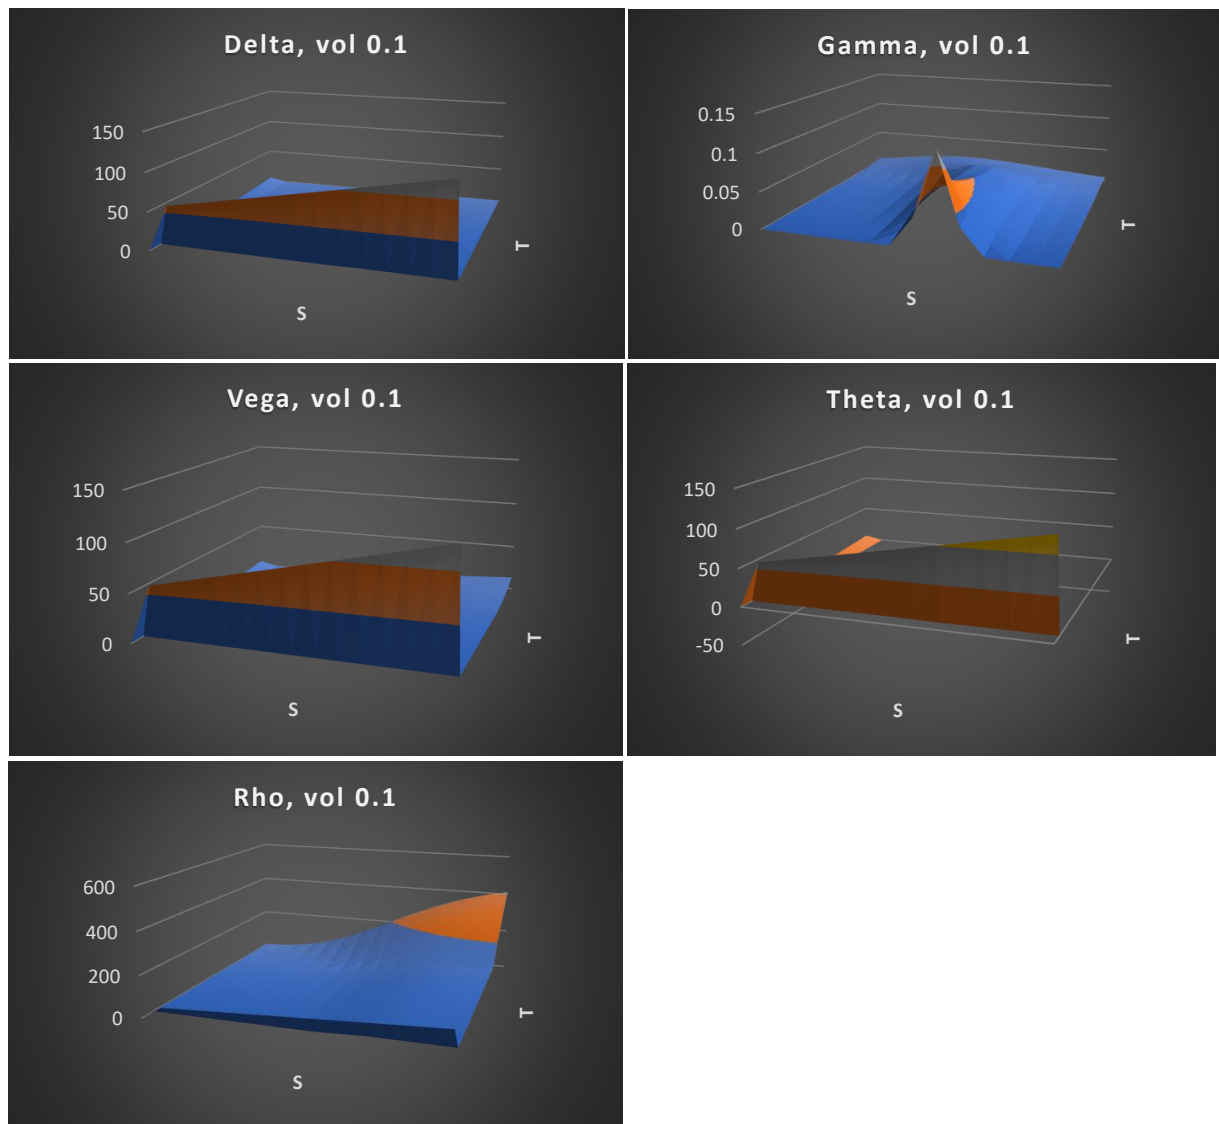 Delta, vol 0.1
150
100
50
0
T
S
Gamma, vol 0.1
0.15
0.1
0.05
0
T
S
Vega, vol 0.1
150
100
50
0
T
S
Theta, vol 0.1
150
100
50
0
-50
T
S
Rho, vol 0.1
600
400
200
0
T
S